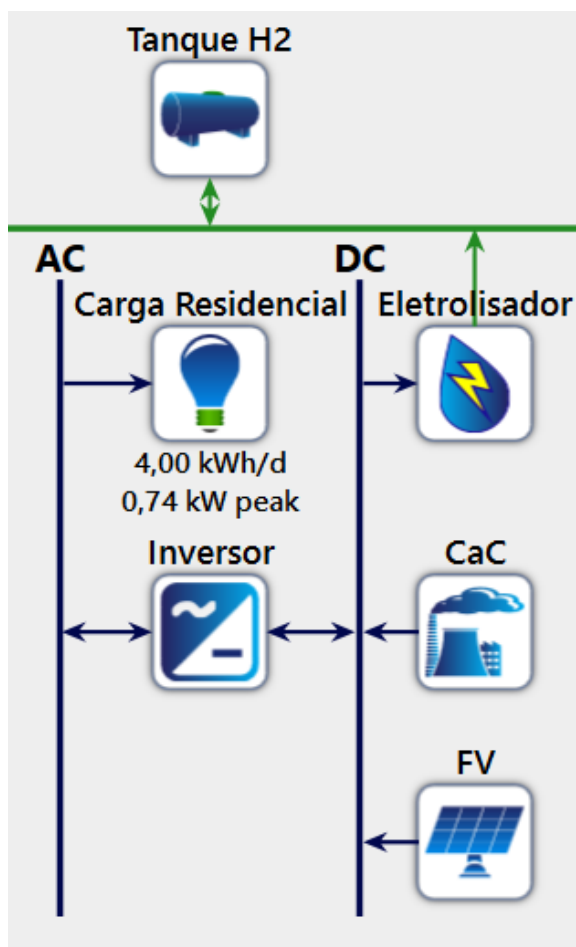 Tanque H2
AC
DC
Carga Residencial
Eletrolisador
4,00 kWh/d
0,74 kW peak
Inversor
CaC
FV